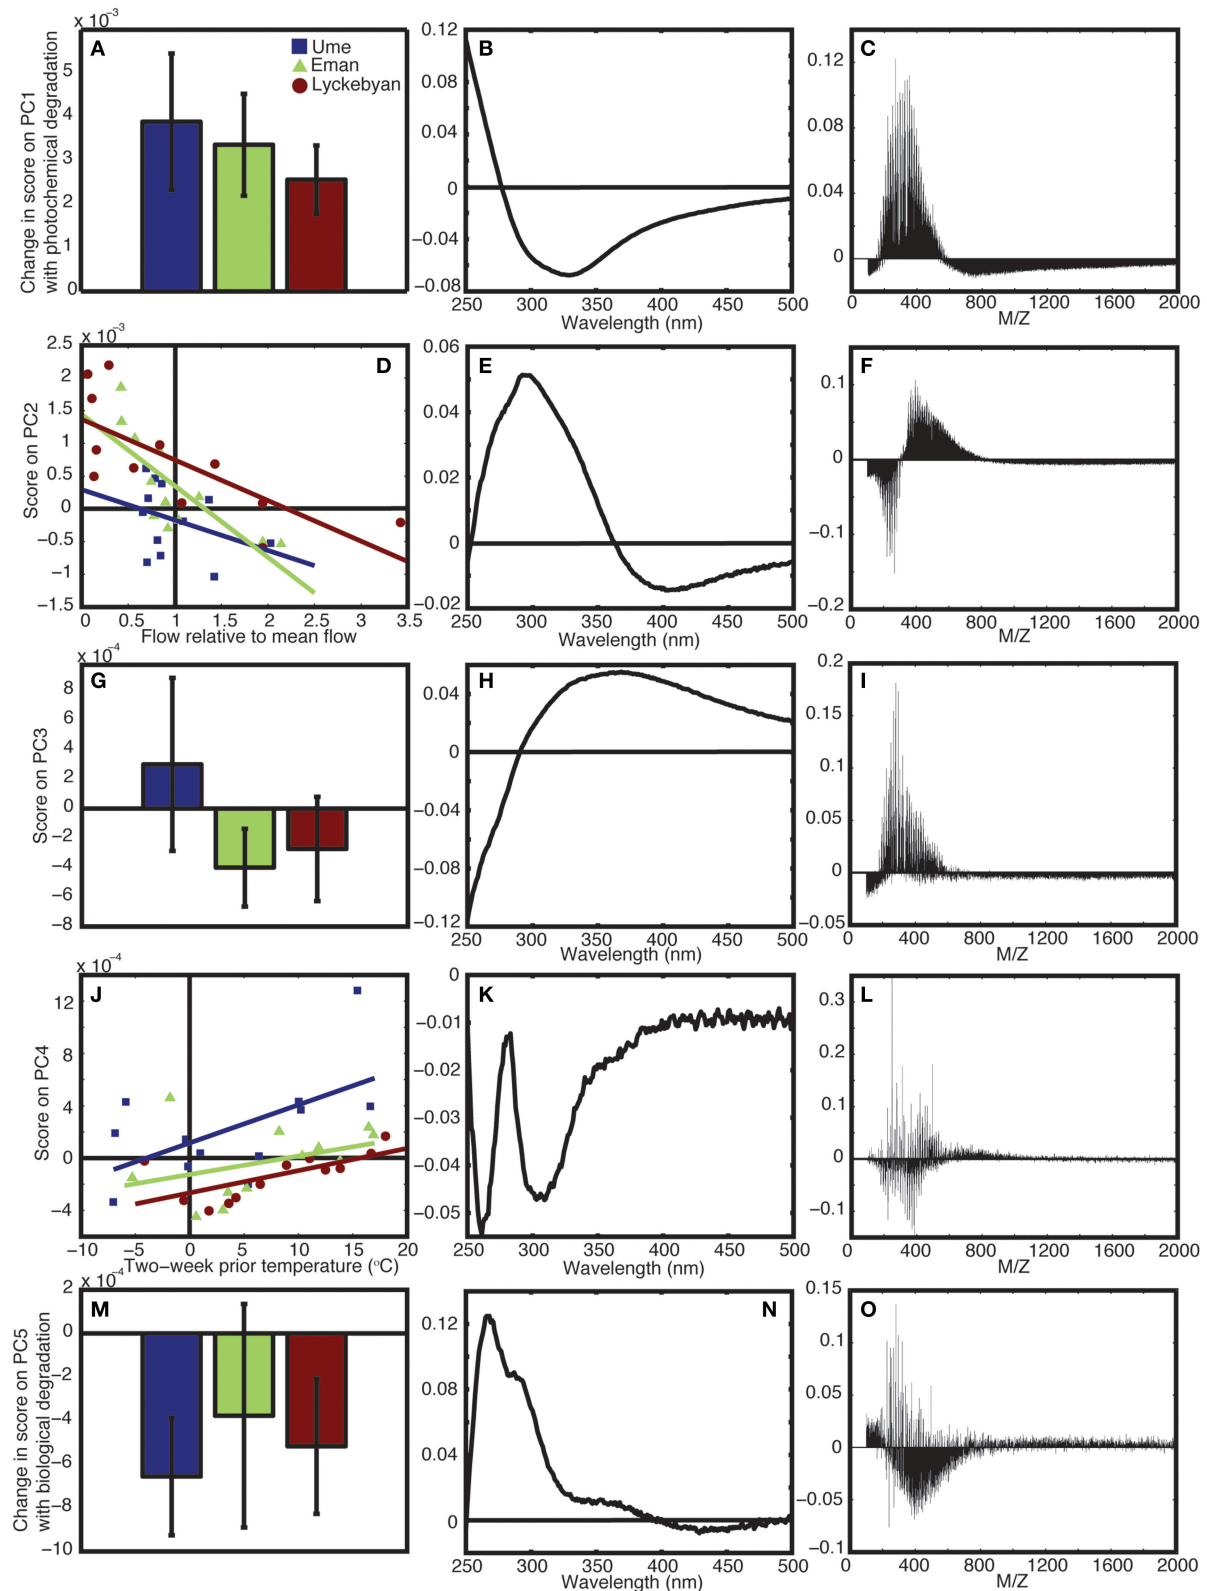 x 10⁻³
A
Ume
Eman
Lyckebyan
5
4
3
2
1
0
Change in score on PC1
with photochemical degradation
B
0.12
0.08
0.04
0
−0.04
−0.08
250 300 350 400 450 500
Wavelength (nm)
C
0.12
0.08
0.04
0
0 400 800 1200 1600 2000
M/Z
x 10⁻³
D
2.5
2
1.5
1
0.5
0
−0.5
−1
−1.5
Score on PC2
0 0.5 1 1.5 2 2.5 3 3.5
Flow relative to mean flow
E
0.06
0.04
0.02
0
−0.02
250 300 350 400 450 500
Wavelength (nm)
F
0.1
0
−0.1
−0.2
0 400 800 1200 1600 2000
M/Z
x 10⁻⁴
G
8
6
4
2
0
−2
−4
−6
−8
Score on PC3
H
0.04
0
−0.04
−0.08
−0.12
250 300 350 400 450 500
Wavelength (nm)
I
0.2
0.15
0.1
0.05
0
−0.05
0 400 800 1200 1600 2000
M/Z
x 10⁻⁴
J
12
8
4
0
−4
Score on PC4
−10 −5 0 5 10 15 20
Two−week prior temperature (°C)
K
0
−0.01
−0.02
−0.03
−0.04
−0.05
250 300 350 400 450 500
Wavelength (nm)
L
0.3
0.2
0.1
0
−0.1
0 400 800 1200 1600 2000
M/Z
x 10⁻⁴
M
2
0
−2
−4
−6
−8
−10
Change in score on PC5
with biological degradation
N
0.12
0.08
0.04
0
250 300 350 400 450 500
Wavelength (nm)
O
0.15
0.1
0.05
0
−0.05
−0.1
0 400 800 1200 1600 2000
M/Z